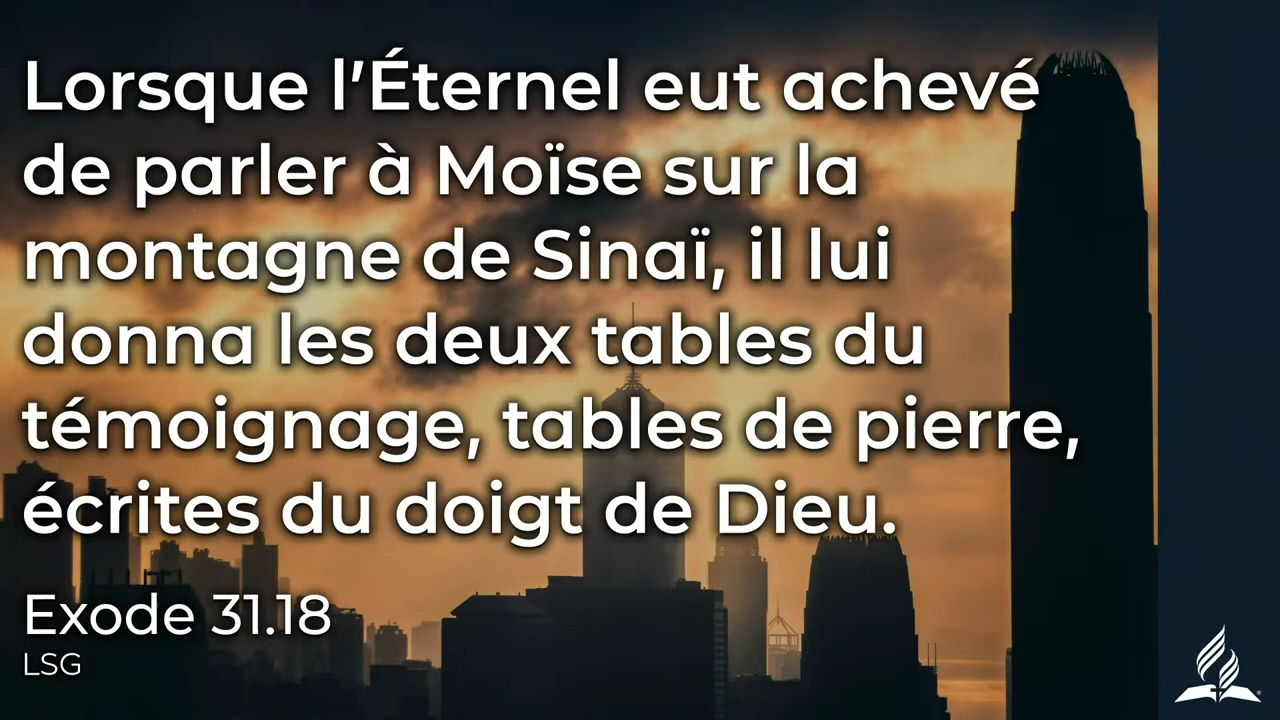 Lorsque l’Éternel eut achevé
de parler à Moïse sur la
montagne de Sinaï, il lui
donna les deux tables du
témoignage, tables de pierre,
écrites du doigt de Dieu.
Exode 31.18
LSG